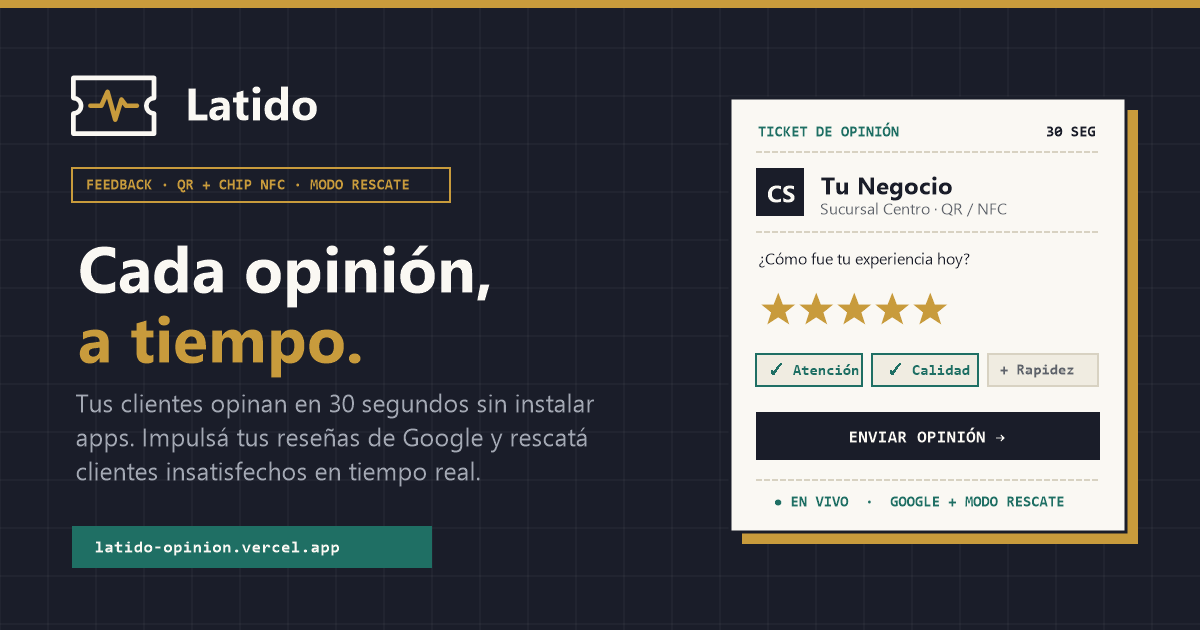 Latido
FEEDBACK · QR + CHIP NFC · MODO RESCATE
Cada opinión,
a tiempo.
Tus clientes opinan en 30 segundos sin instalar
apps. Impulsá tus reseñas de Google y rescatá
clientes insatisfechos en tiempo real.
latido-opinion.vercel.app
TICKET DE OPINIÓN 30 SEG
CS Tu Negocio
Sucursal Centro · QR / NFC
¿Cómo fue tu experiencia hoy?
★★★★★
✓ Atención ✓ Calidad + Rapidez
ENVIAR OPINIÓN →
● EN VIVO · GOOGLE + MODO RESCATE